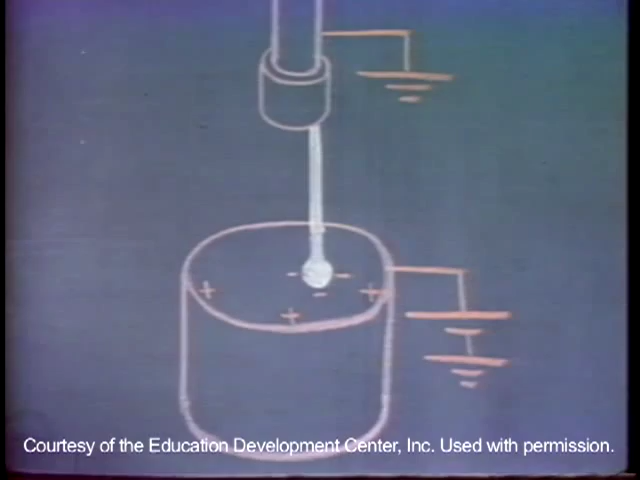 Courtesy of the Education Development Center, Inc. Used with permission.